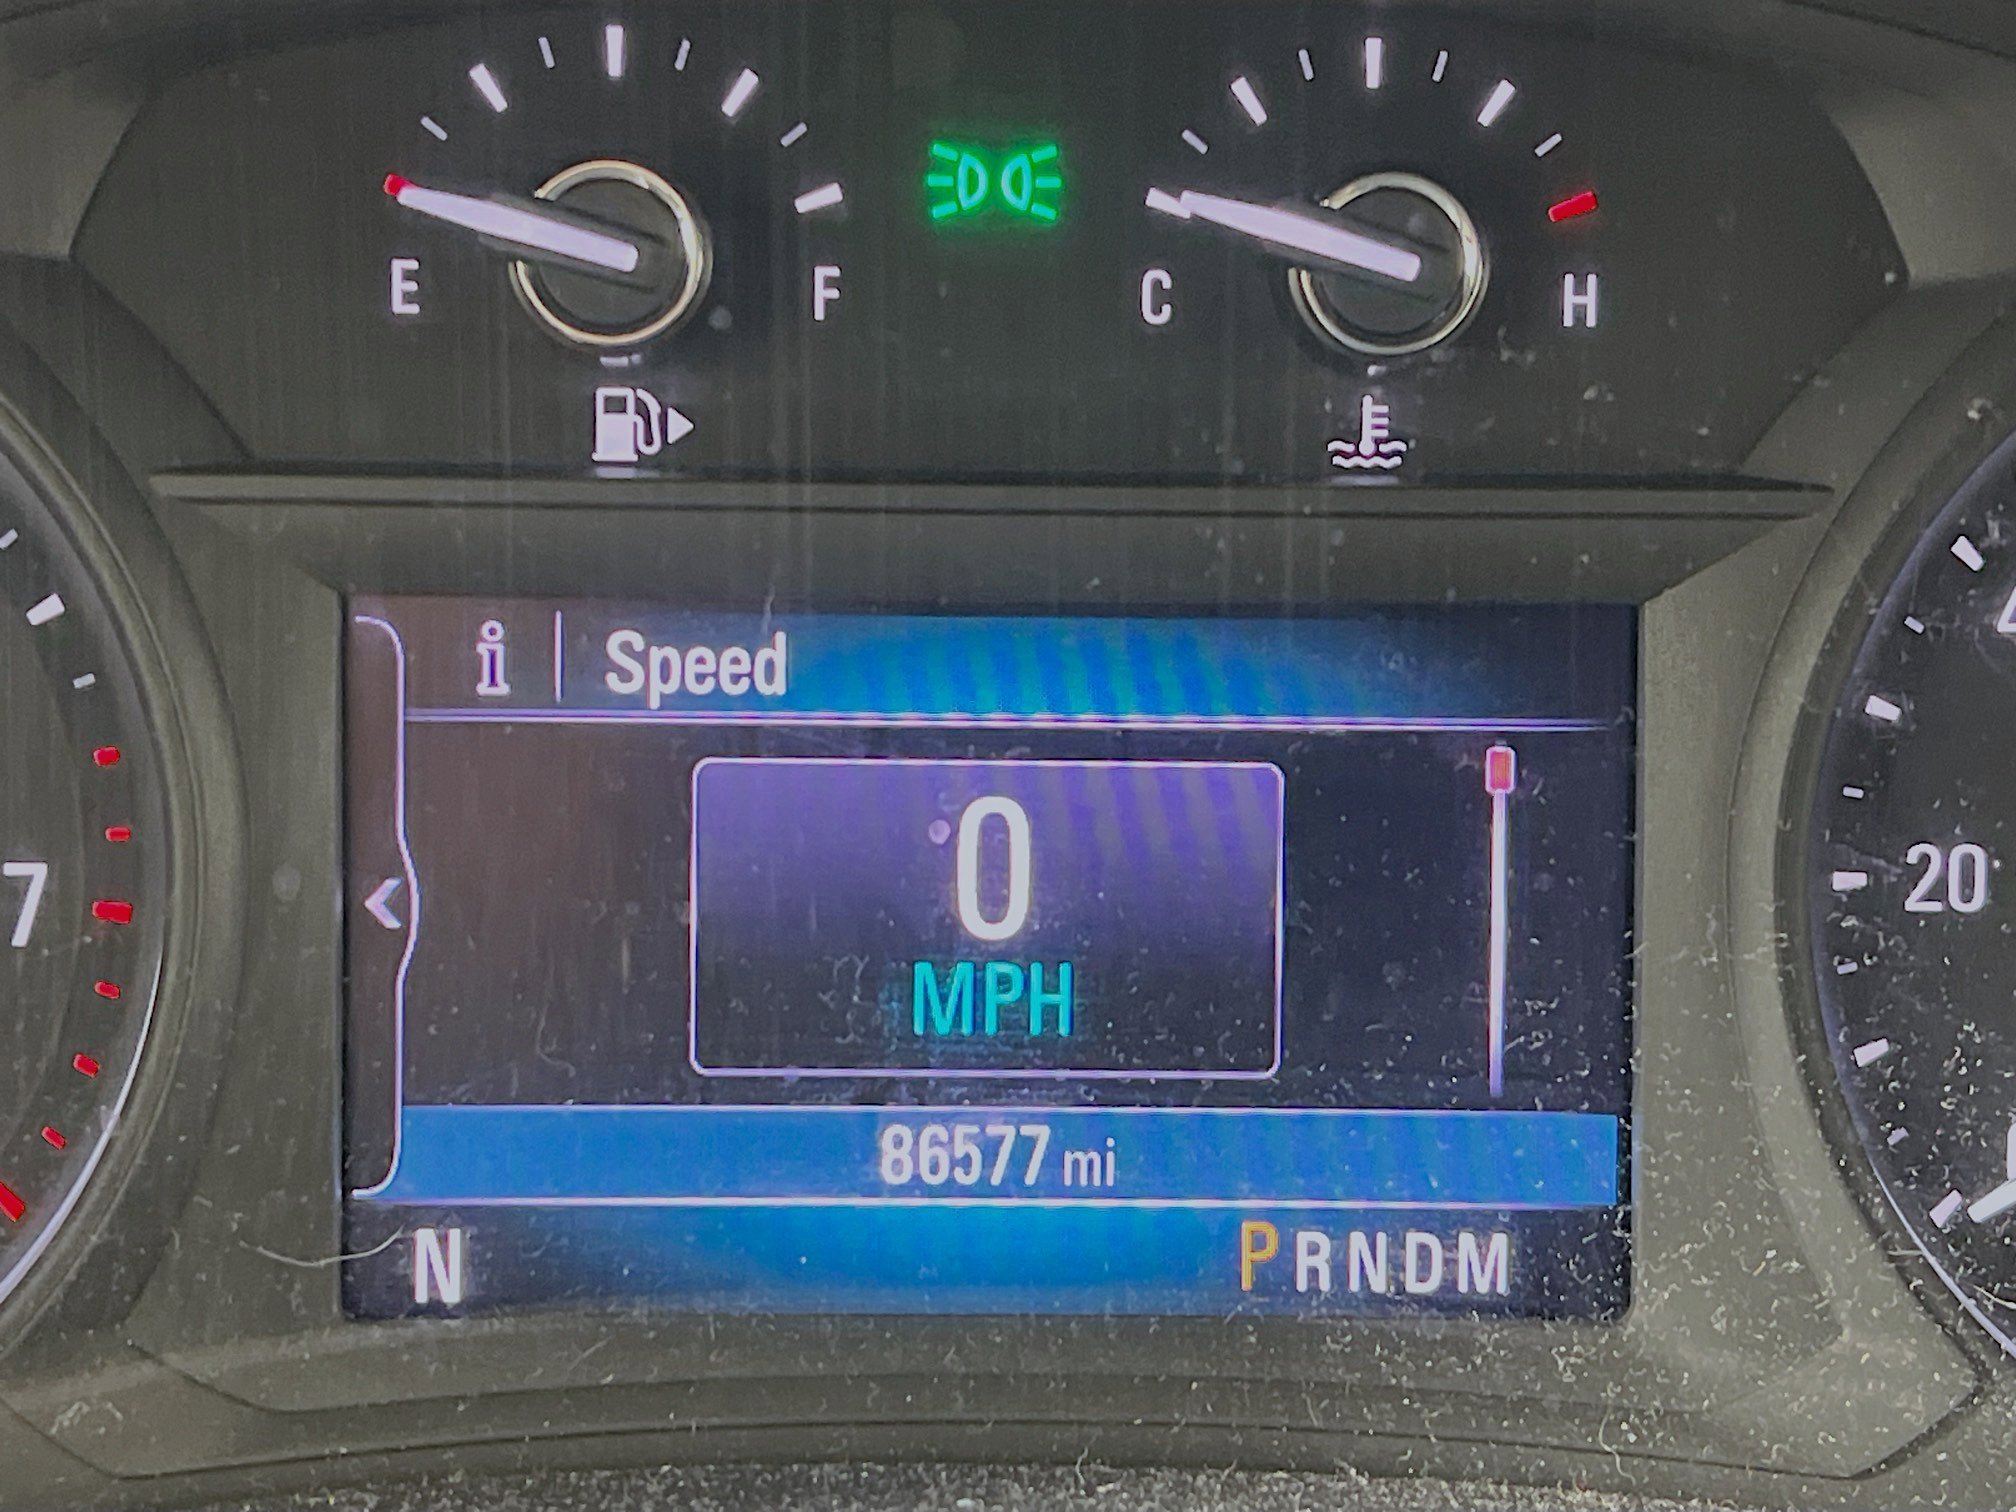 E F C H
7
i Speed
0
20
MPH
86577 mi
N PRNDM